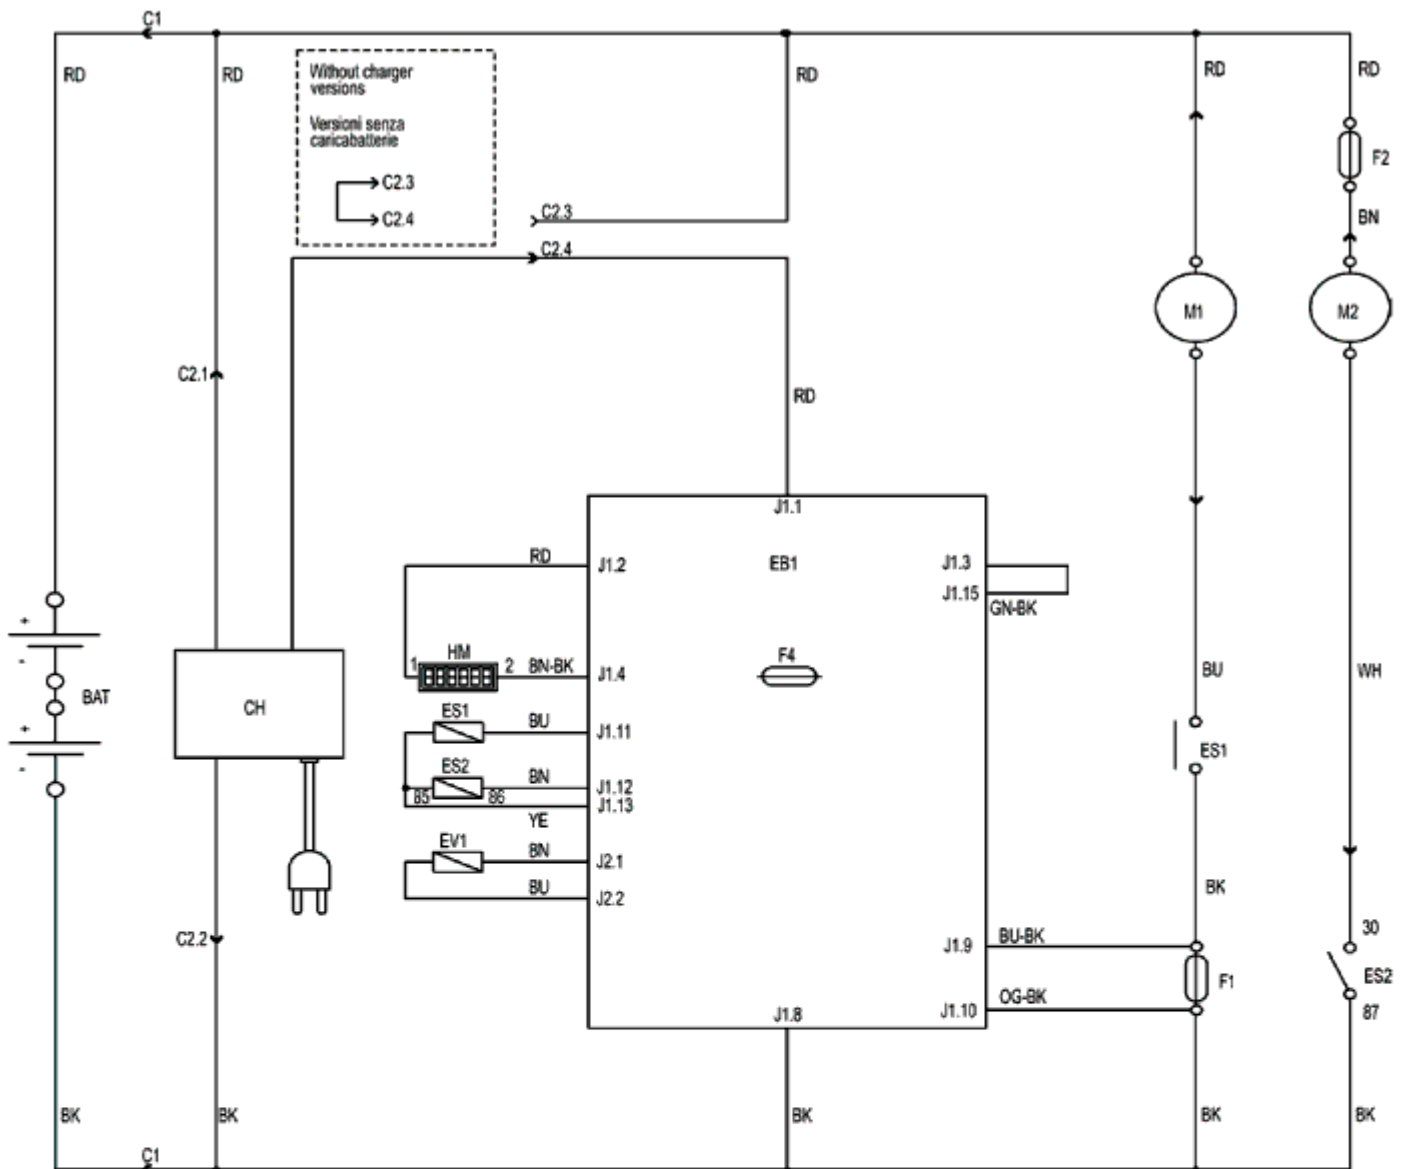 C1
RD
RD
Without charger
versions
Versioni senza
caricabatterie
C2.3
C2.4
RD
RD
RD
F2
BN
C2.3
C2.4
M1
M2
C2.1
RD
J1.1
RD
J1.2
EB1
J1.3
J1.15
GN-BK
HM
1
2
BN-BK
J1.4
F4
BU
WH
+
-
BAT
+
-
CH
ES1
BU
J1.11
ES2
BN
J1.12
85
86
J1.13
YE
ES1
EV1
BN
J2.1
BU
J2.2
BK
C2.2
J1.9
BU-BK
30
F1
ES2
J1.8
J1.10
OG-BK
87
BK
BK
BK
BK
BK
C1